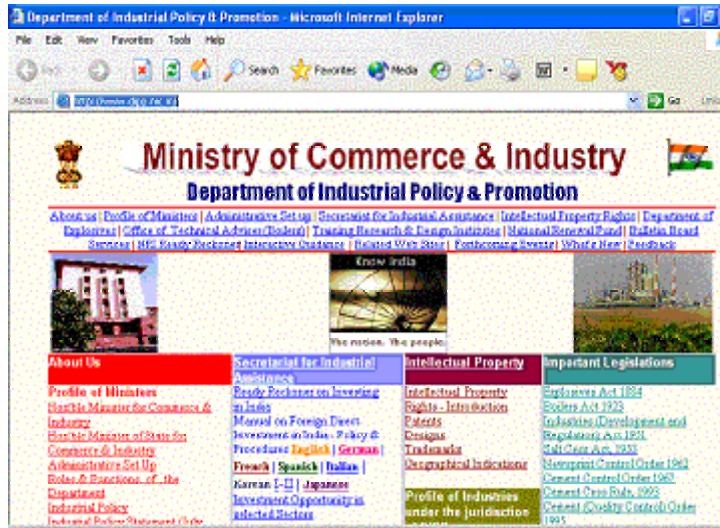 Department of Industrial Policy & Promotion - Microsoft Internet Explorer
File Edit View Favorites Tools Help
Back Search Favorites Media
Address Go Links
Ministry of Commerce & Industry
Department of Industrial Policy & Promotion
About us | Profile of Ministers | Administrative Set up | Secretariat for Industrial Assistance | Intellectual Property Rights | Department of
Explosives | Office of Technical Adviser(Boilers) | Training Research & Design Institutes | National Renewal Fund | Bulletin Board
Services | NRI Ready Reckoner Interactive Guidance | Related Web Sites | Forthcoming Events | What's New | Feedback
Know India
The nation. The people.
About Us
Secretariat for Industrial
Assistance
Intellectual Property
Important Legislations
Profile of Ministers
Hon'ble Minister for Commerce &
Industry
Hon'ble Minister of State for
Commerce & Industry
Administrative Set Up
Roles & Functions of the
Department
Industrial Policy
Industrial Policy Statement (July
Ready Reckoner on Investing
in India
Manual on Foreign Direct
Investment in India - Policy &
Procedures English | German |
French | Spanish | Italian |
Korean I-II | Japanese
Investment Opportunity in
selected Sectors
Intellectual Property
Rights - Introduction
Patents
Designs
Trademarks
Geographical Indications
Profile of Industries
under the juridisction
Explosives Act 1884
Boilers Act 1923
Industries (Development and
Regulation) Act 1951
Salt Cess Act, 1953
Newsprint Control Order 1962
Cement Control Order 1967
Cement Cess Rule, 1993
Cement (Quality Control) Order
1995